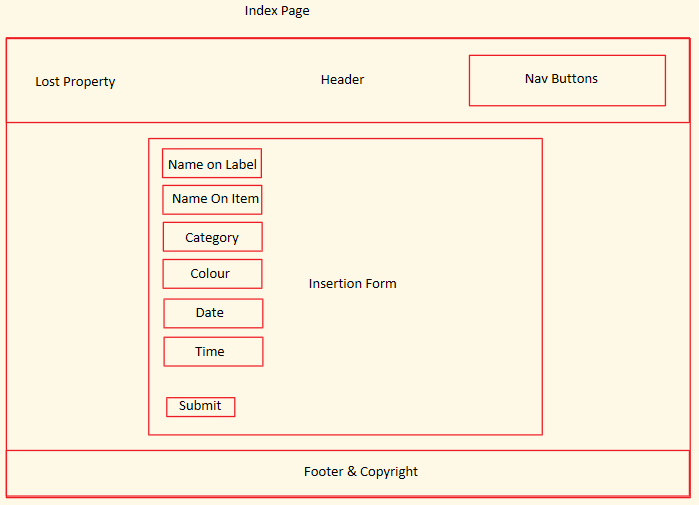 Index Page
Lost Property
Header
Nav Buttons
Name on Label
Name On Item
Category
Colour
Insertion Form
Date
Time
Submit
Footer & Copyright